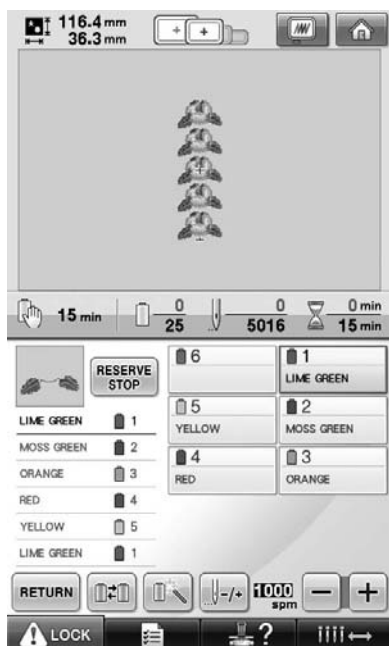 116.4 mm
36.3 mm
15 min
0
25
0
5016
0 min
15 min
RESERVE
STOP
LIME GREEN 1
MOSS GREEN 2
ORANGE 3
RED 4
YELLOW 5
LIME GREEN 1
6
1
LIME GREEN
5
YELLOW
2
MOSS GREEN
4
RED
3
ORANGE
RETURN
-/+
1000
spm
− +
LOCK
?